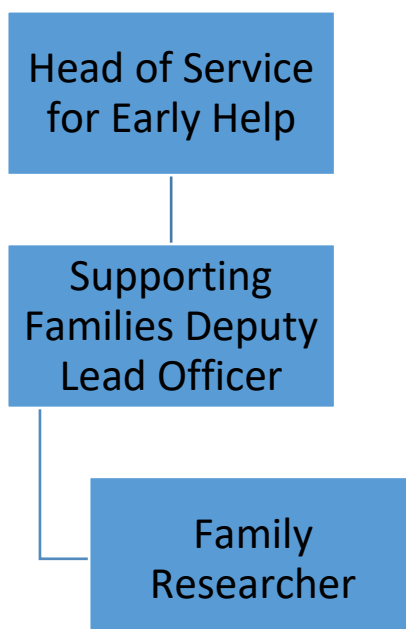 Head of Service
for Early Help
Supporting
Families Deputy
Lead Officer
Family
Researcher